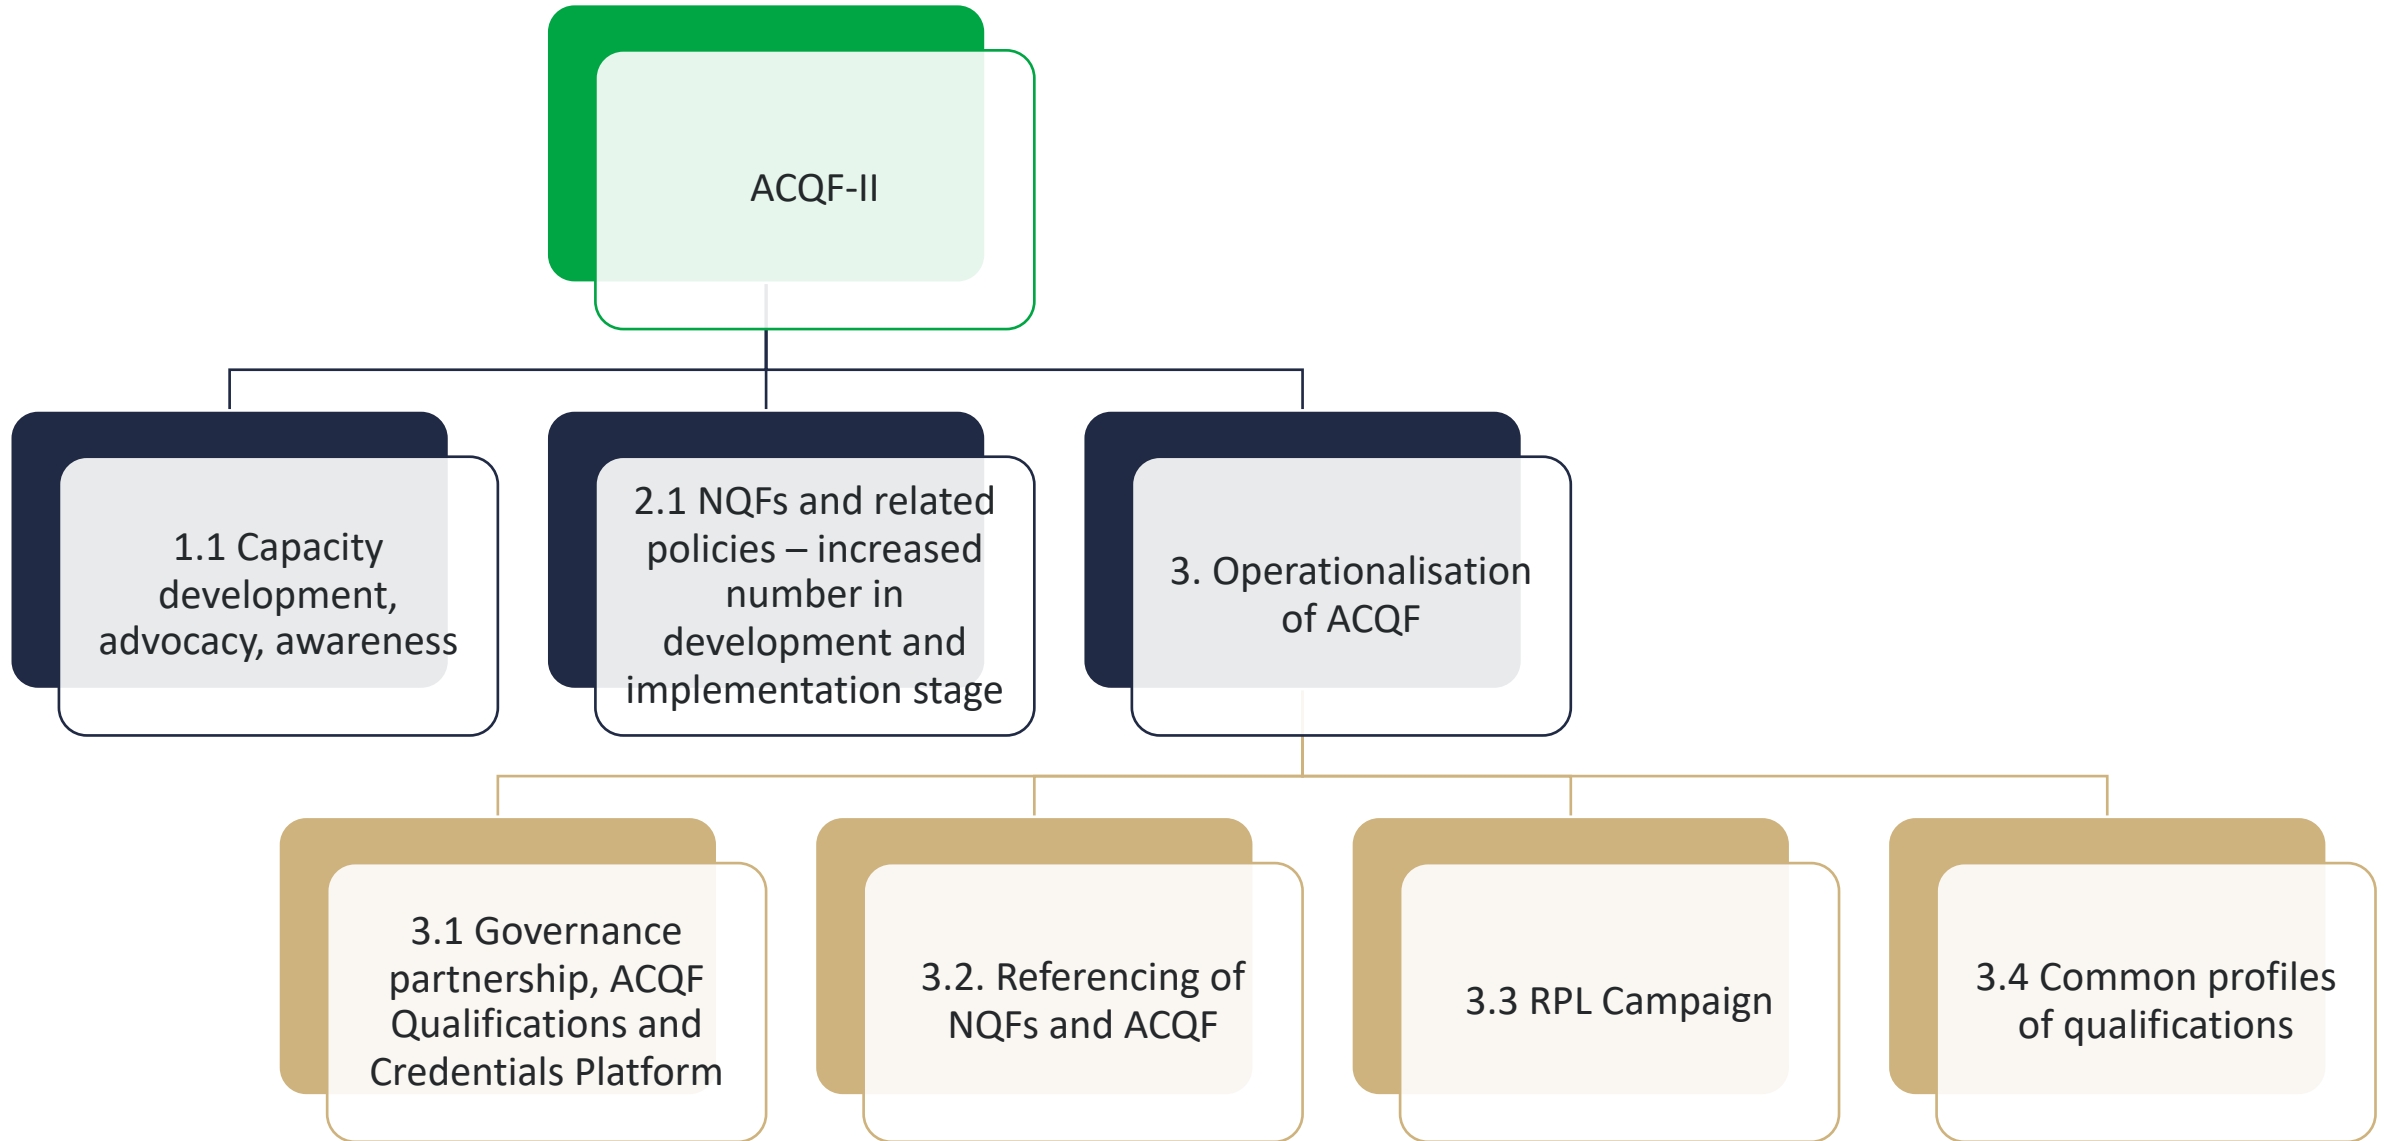 ACQF-II
1.1 Capacity
development,
advocacy, awareness
2.1 NQFs and related
policies – increased
number in
development and
implementation stage
3. Operationalisation
of ACQF
3.1 Governance
partnership, ACQF
Qualifications and
Credentials Platform
3.2. Referencing of
NQFs and ACQF
3.3 RPL Campaign
3.4 Common profiles
of qualifications